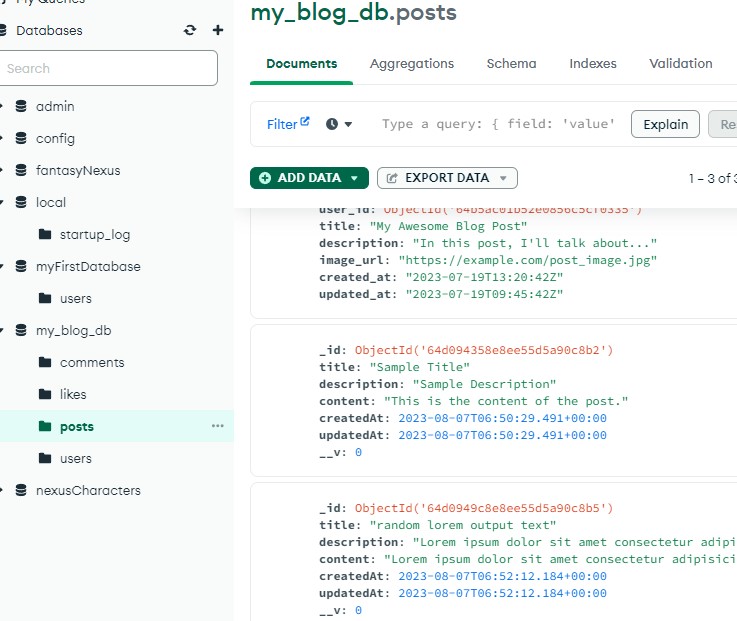 My Queries
Databases
Search
admin
config
fantasyNexus
local
startup_log
myFirstDatabase
users
my_blog_db
comments
likes
posts
users
nexusCharacters
my_blog_db.posts
Documents Aggregations Schema Indexes Validation
Filter Type a query: { field: 'value' Explain Re
ADD DATA EXPORT DATA 1 – 3 of 3
user_id: ObjectId('64b5ac01b52e0856c5cf0335')
title: "My Awesome Blog Post"
description: "In this post, I'll talk about..."
image_url: "https://example.com/post_image.jpg"
created_at: "2023-07-19T13:20:42Z"
updated_at: "2023-07-19T09:45:42Z"
_id: ObjectId('64d094358e8ee55d5a90c8b2')
title: "Sample Title"
description: "Sample Description"
content: "This is the content of the post."
createdAt: 2023-08-07T06:50:29.491+00:00
updatedAt: 2023-08-07T06:50:29.491+00:00
__v: 0
_id: ObjectId('64d0949c8e8ee55d5a90c8b5')
title: "random lorem output text"
description: "Lorem ipsum dolor sit amet consectetur adipi
content: "Lorem ipsum dolor sit amet consectetur adipisici
createdAt: 2023-08-07T06:52:12.184+00:00
updatedAt: 2023-08-07T06:52:12.184+00:00
__v: 0